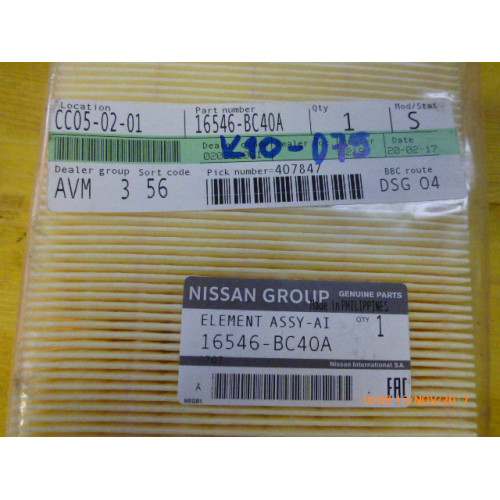 Location Part number Qty Mod/Stat
CC05-02-01 16546-BC40A 1 S
Date
K10-075 20-02-17
Dealer group Sort code Pick number=407847 BBC route
AVM 3 56 DSG 04
NISSAN GROUP GENUINE PARTS
Made in PHILIPPINES
ELEMENT ASSY-AI QTY 1
16546-BC40A
Nissan International S.A.
A EAC